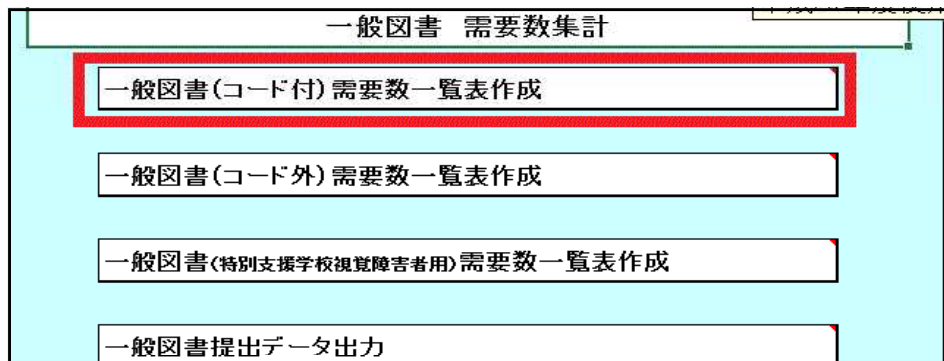 一般図書 需要数集計
一般図書(コード付)需要数一覧表作成
一般図書(コード外)需要数一覧表作成
一般図書(特別支援学校視覚障害者用)需要数一覧表作成
一般図書提出データ出力